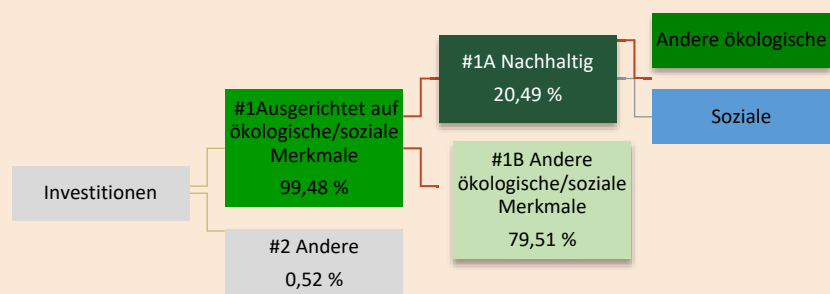 Investitionen
#1Ausgerichtet auf
ökologische/soziale
Merkmale
99,48 %
#2 Andere
0,52 %
#1A Nachhaltig
20,49 %
#1B Andere
ökologische/soziale
Merkmale
79,51 %
Andere ökologische
Soziale